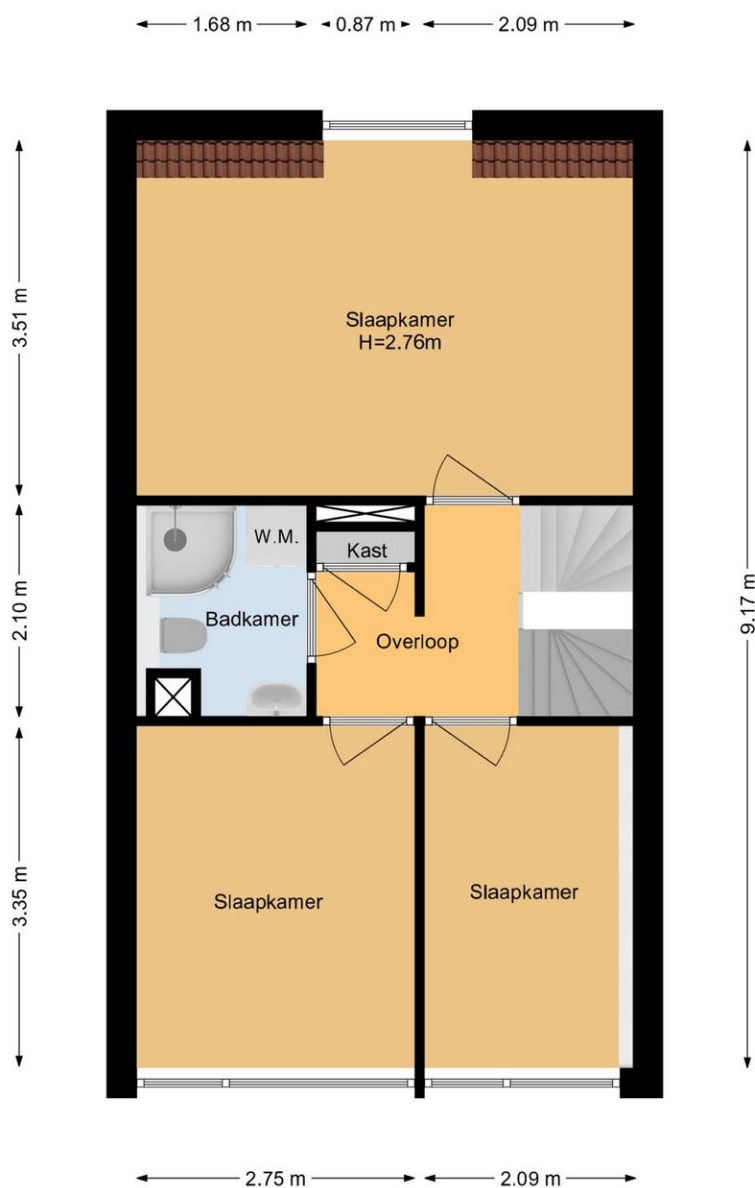 1.68 m
0.87 m
2.09 m
3.51 m
9.17 m
Slaapkamer
H=2.76m
2.10 m
W.M.
Kast
Badkamer
Overloop
3.35 m
Slaapkamer
Slaapkamer
2.75 m
2.09 m